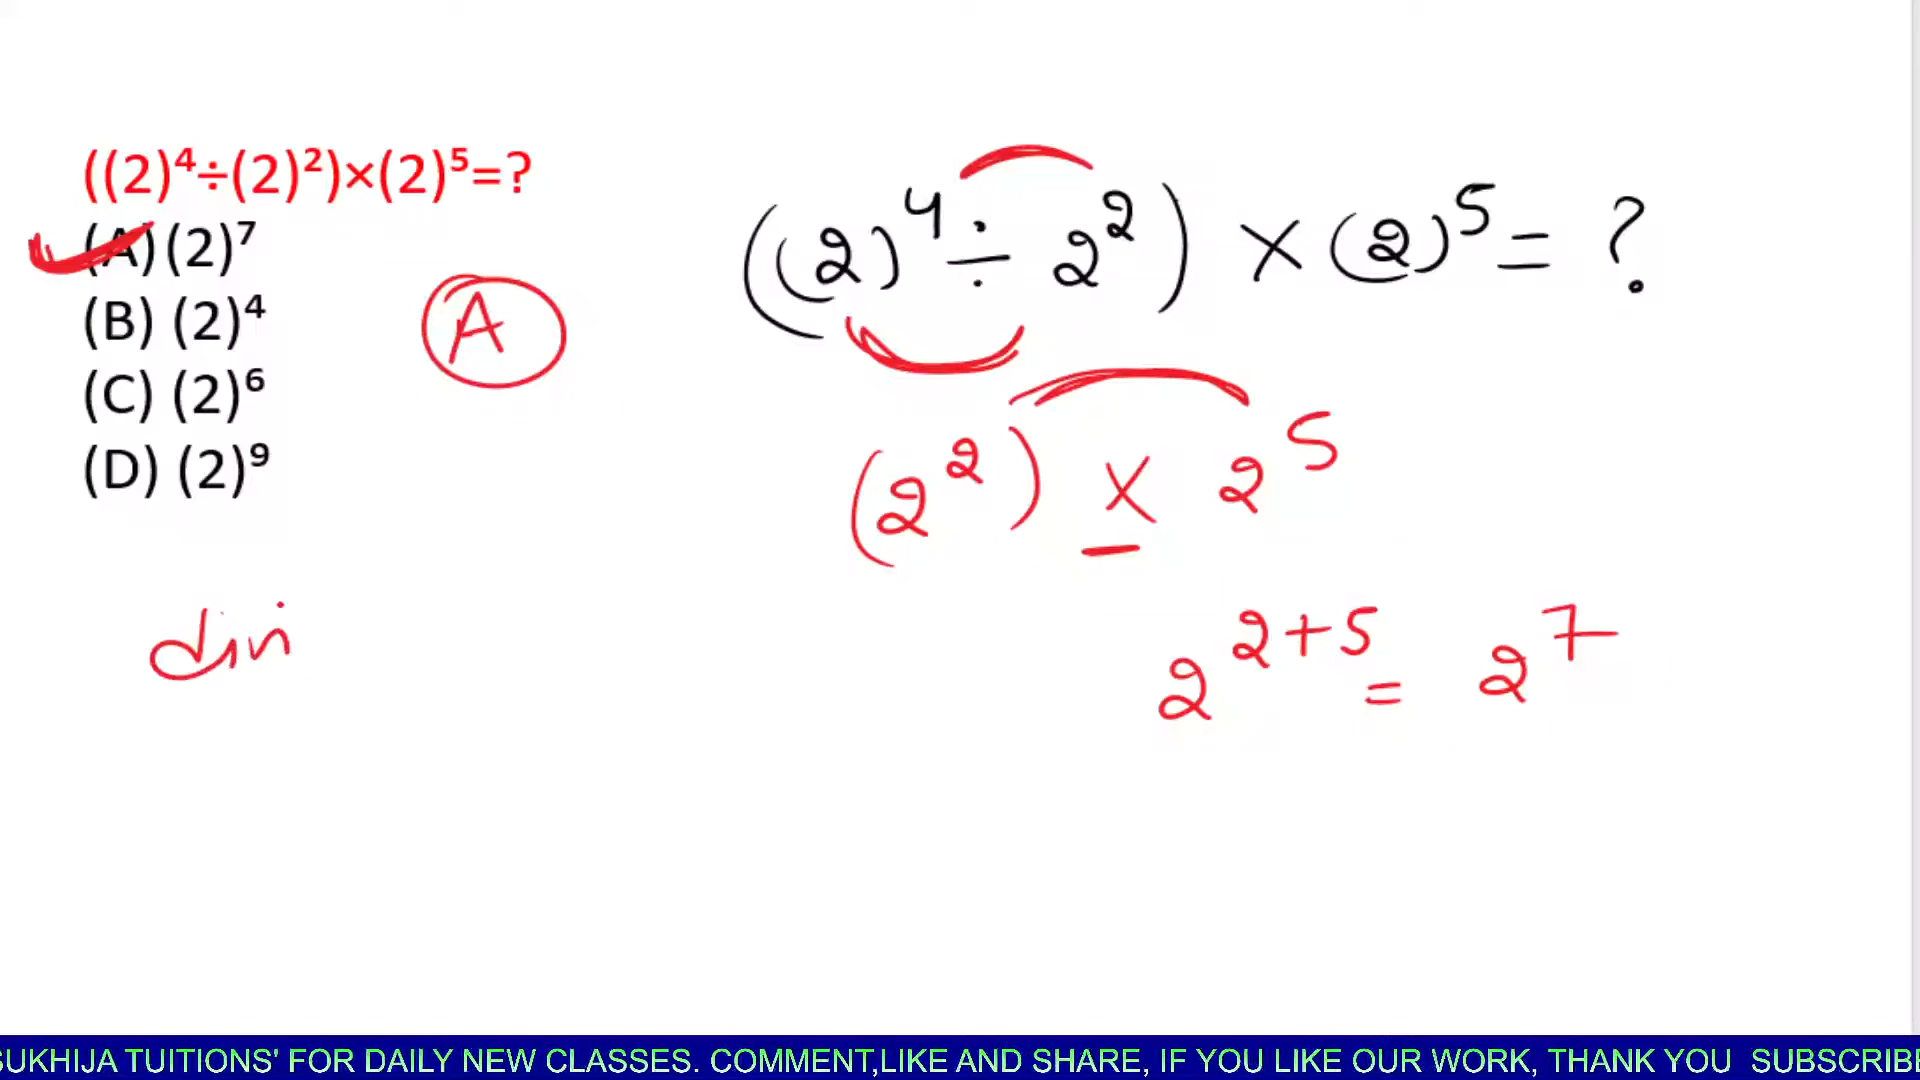 ((2)⁴÷(2)²)×(2)⁵=?
(A) (2)⁷
(B) (2)⁴
(C) (2)⁶
(D) (2)⁹
A
((2)⁴ ÷ 2²) × (2)⁵ = ?
(2²) × 2⁵
2²⁺⁵ = 2⁷
SUKHIJA TUITIONS' FOR DAILY NEW CLASSES. COMMENT,LIKE AND SHARE, IF YOU LIKE OUR WORK, THANK YOU SUBSCRIBE